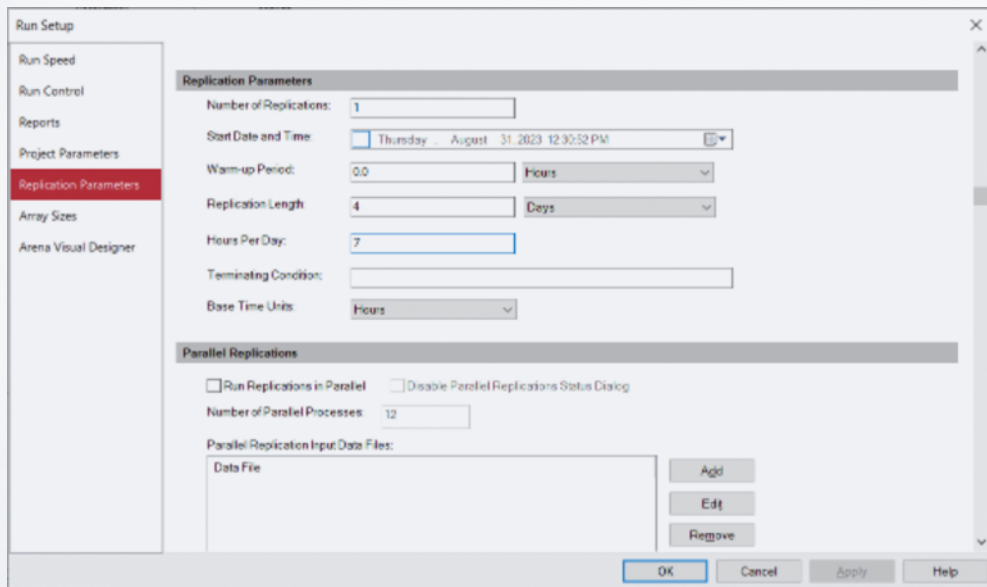 Run Setup
Run Speed
Run Control
Reports
Project Parameters
Replication Parameters
Array Sizes
Arena Visual Designer
Replication Parameters
Number of Replications: 1
Start Date and Time: Thursday , August 31, 2023 12:30:52 PM
Warm-up Period: 0.0 Hours
Replication Length: 4 Days
Hours Per Day: 7
Terminating Condition:
Base Time Units: Hours
Parallel Replications
Run Replications in Parallel Disable Parallel Replications Status Dialog
Number of Parallel Processes: 12
Parallel Replication Input Data Files:
Data File
Add
Edit
Remove
OK Cancel Apply Help